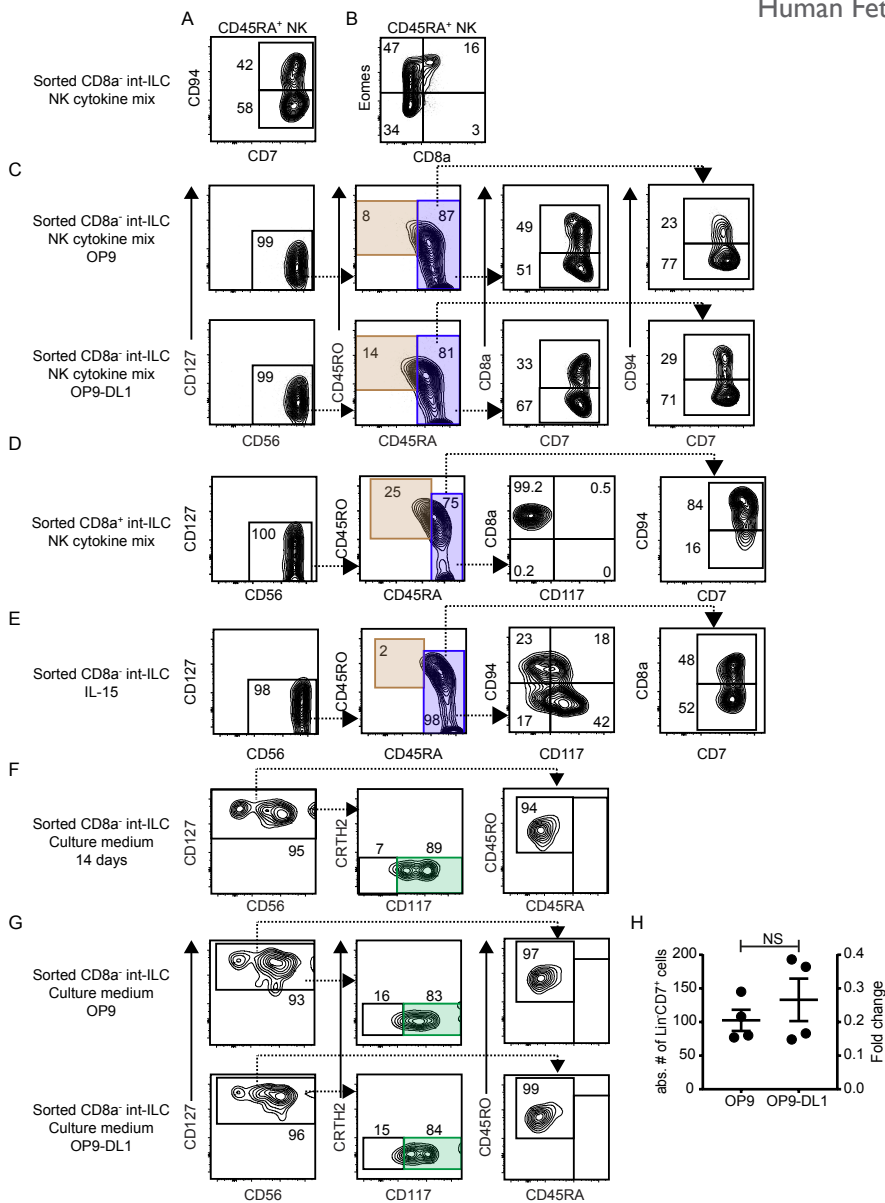 Human Fet
A
CD45RA⁺ NK
B
CD45RA⁺ NK
Sorted CD8a⁻ int-ILC
NK cytokine mix
CD94
42
58
CD7
Eomes
47
16
34
3
CD8a
C
Sorted CD8a⁻ int-ILC
NK cytokine mix
OP9
99
8
87
49
51
23
77
Sorted CD8a⁻ int-ILC
NK cytokine mix
OP9-DL1
CD127
99
CD45RO
14
81
CD8a
33
67
CD94
29
71
CD56
CD45RA
CD7
CD7
D
Sorted CD8a⁺ int-ILC
NK cytokine mix
CD127
100
CD45RO
25
75
CD8a
99.2
0.5
0.2
0
CD94
84
16
CD56
CD45RA
CD117
CD7
E
Sorted CD8a⁻ int-ILC
IL-15
CD127
98
CD45RO
2
98
CD94
23
18
17
42
CD8a
48
52
CD56
CD45RA
CD117
CD7
F
Sorted CD8a⁻ int-ILC
Culture medium
14 days
CD127
95
CRTH2
7
89
CD45RO
94
CD56
CD117
CD45RA
G
Sorted CD8a⁻ int-ILC
Culture medium
OP9
93
16
83
97
Sorted CD8a⁻ int-ILC
Culture medium
OP9-DL1
CD127
96
CRTH2
15
84
CD45RO
99
CD56
CD117
CD45RA
H
NS
abs. # of Lin⁻CD7⁺ cells
200
150
100
50
0
0.4
0.3
0.2
0.1
0.0
Fold change
OP9
OP9-DL1